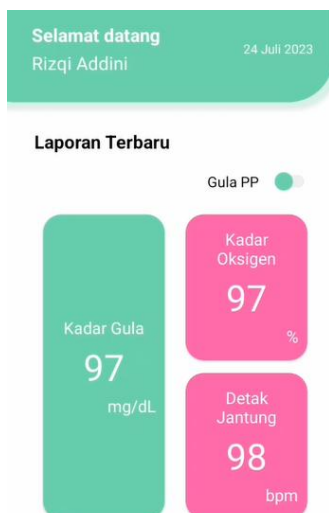 Selamat datang
Rizqi Addini
24 Juli 2023
Laporan Terbaru
Gula PP
Kadar Gula
97
mg/dL
Kadar
Oksigen
97
%
Detak
Jantung
98
bpm